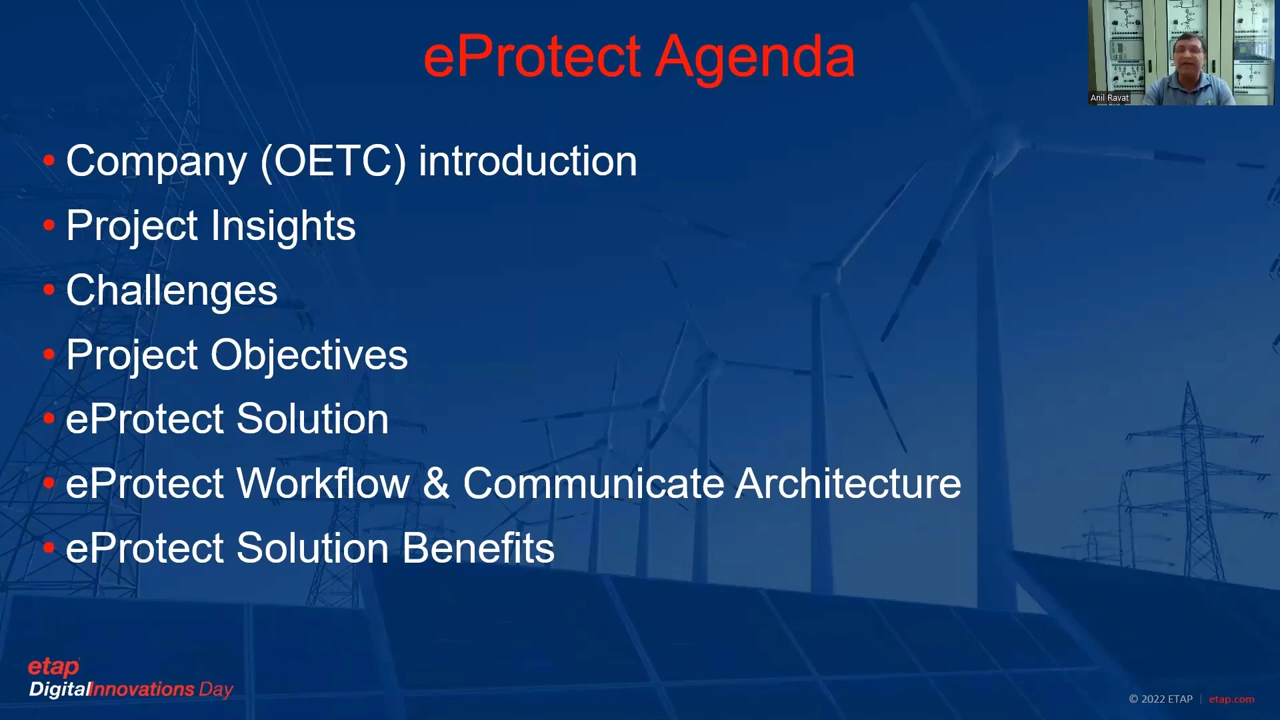 eProtect Agenda
Anil Ravat
• Company (OETC) introduction
• Project Insights
• Challenges
• Project Objectives
• eProtect Solution
• eProtect Workflow & Communicate Architecture
• eProtect Solution Benefits
etap
DigitalInnovations Day
© 2022 ETAP | etap.com